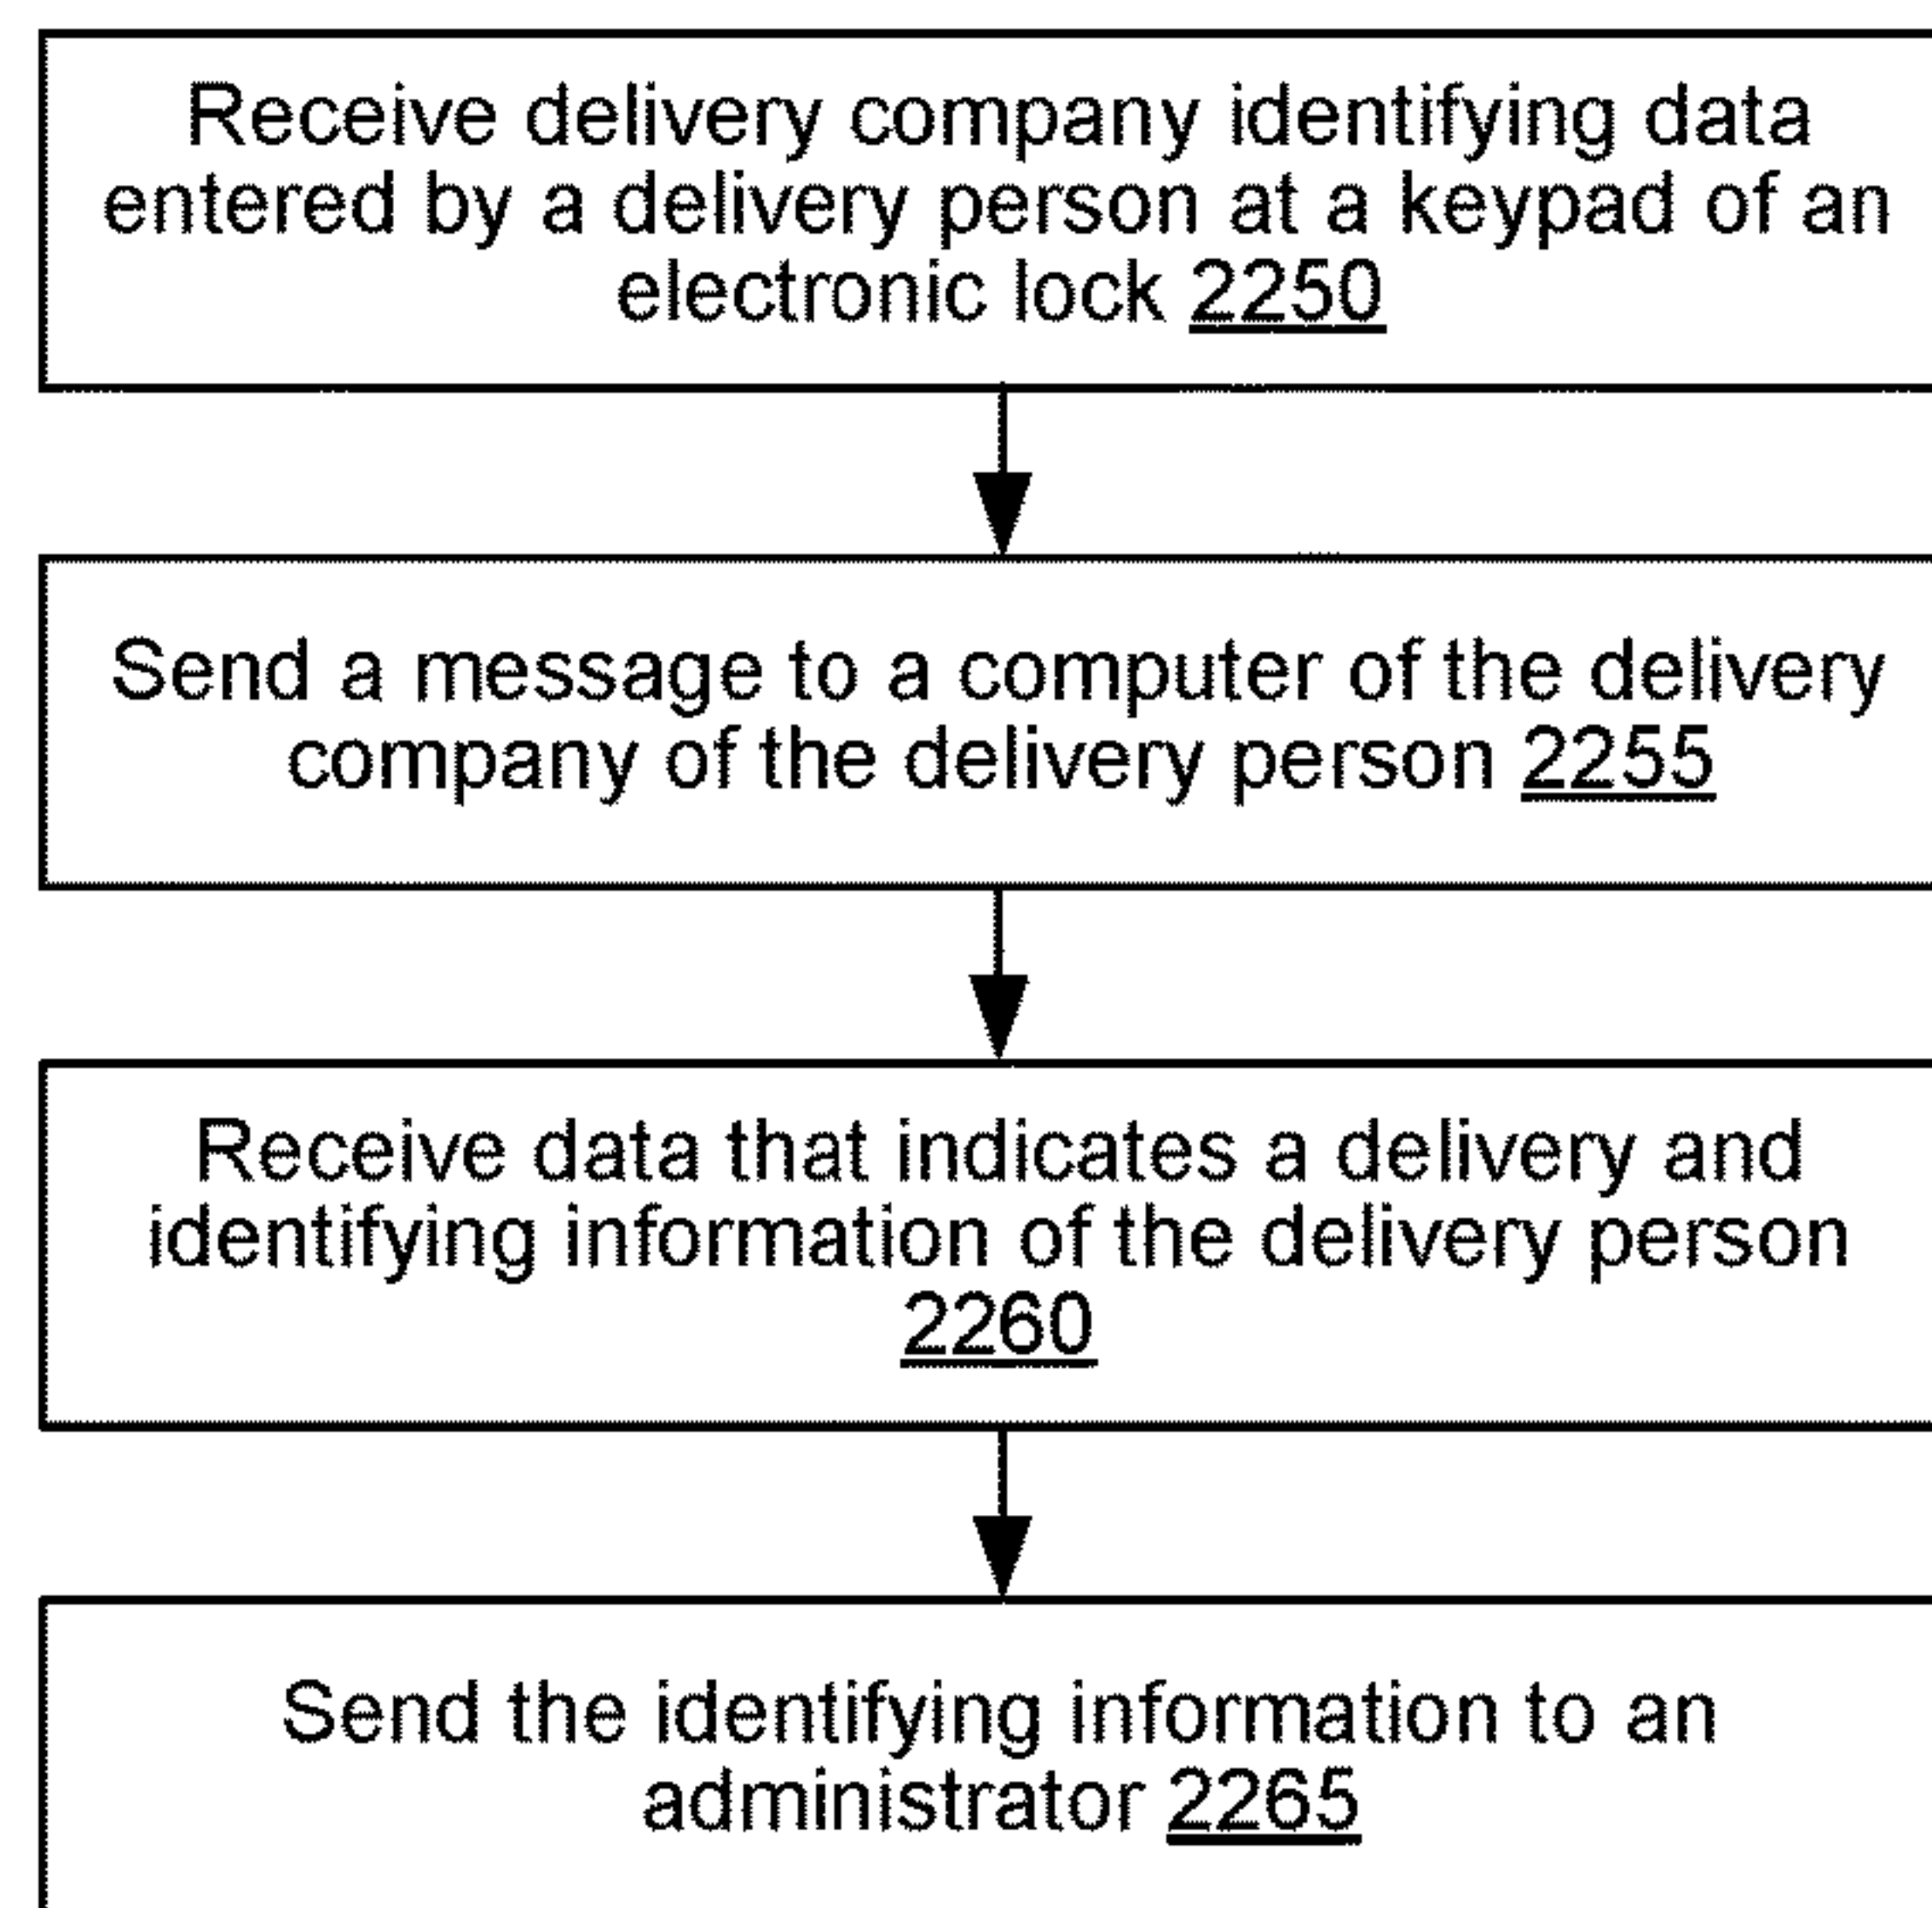 Receive delivery company identifying data
entered by a delivery person at a keypad of an
electronic lock 2250
Send a message to a computer of the delivery
company of the delivery person 2255
Receive data that indicates a delivery and
identifying information of the delivery person
2260
Send the identifying information to an
administrator 2265